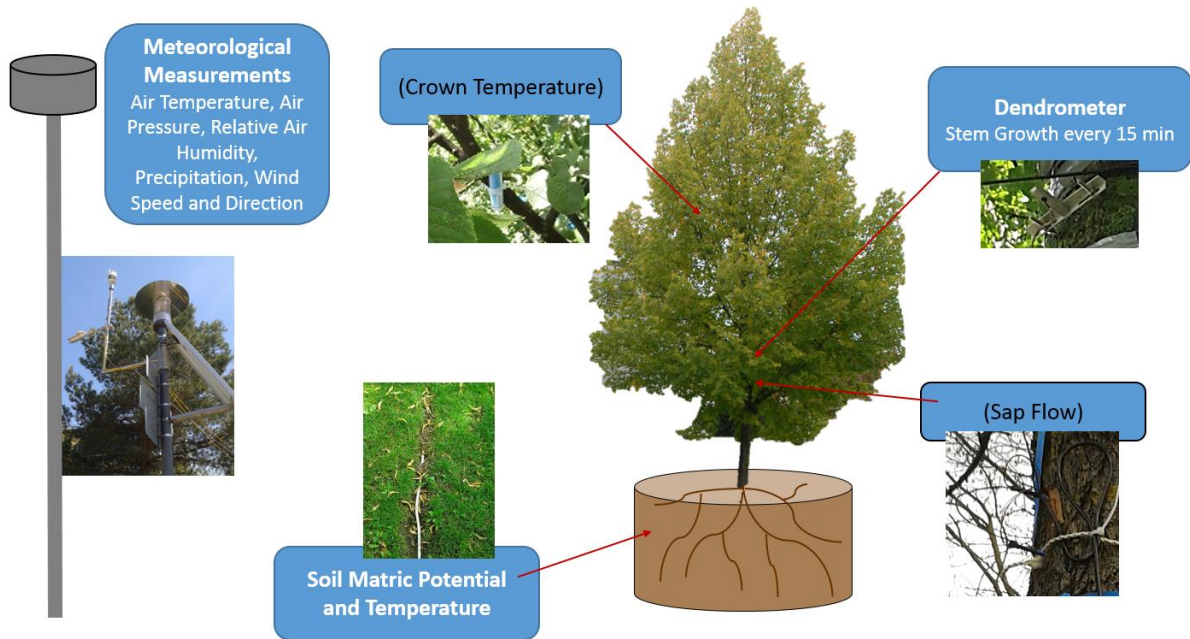 Meteorological
Measurements
Air Temperature, Air
Pressure, Relative Air
Humidity,
Precipitation, Wind
Speed and Direction
(Crown Temperature)
Dendrometer
Stem Growth every 15 min
(Sap Flow)
Soil Matric Potential
and Temperature